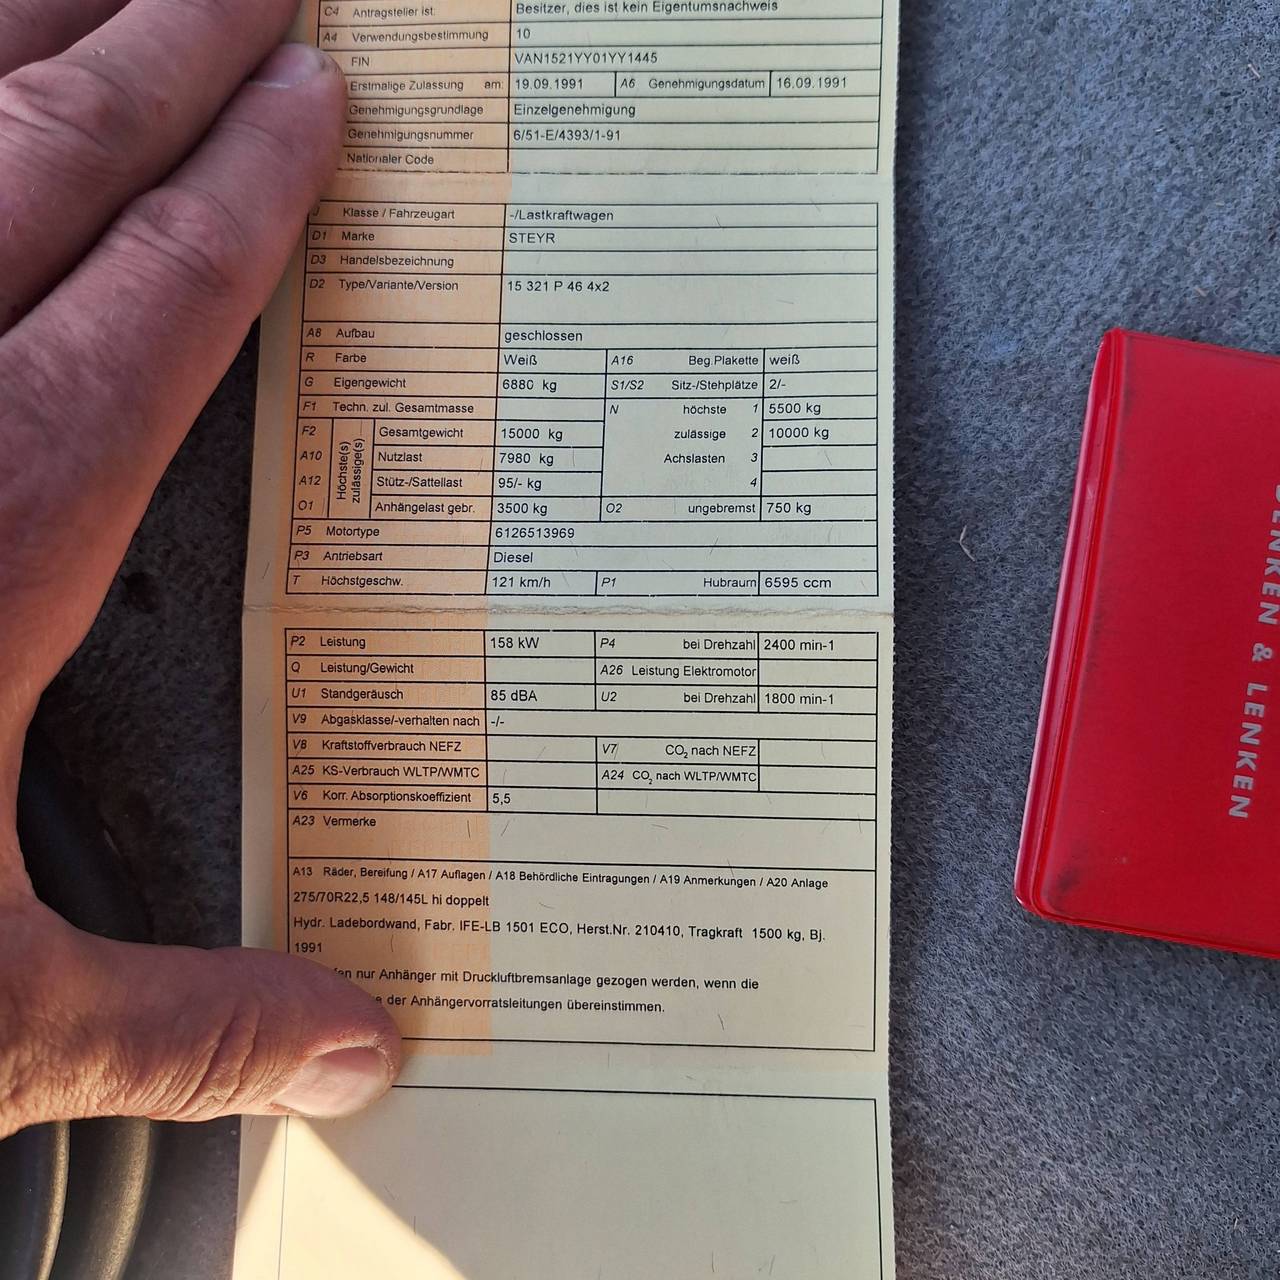 C4 Antragsteller ist: Besitzer, dies ist kein Eigentumsnachweis
A4 Verwendungsbestimmung 10
FIN VAN1521YY01YY1445
Erstmalige Zulassung am: 19.09.1991 A6 Genehmigungsdatum 16.09.1991
Genehmigungsgrundlage Einzelgenehmigung
Genehmigungsnummer 6/51-E/4393/1-91
Nationaler Code
J Klasse / Fahrzeugart -/Lastkraftwagen
D1 Marke STEYR
D3 Handelsbezeichnung
D2 Type/Variante/Version 15 321 P 46 4x2
A8 Aufbau geschlossen
R Farbe Weiß A16 Beg.Plakette weiß
G Eigengewicht 6880 kg S1/S2 Sitz-/Stehplätze 2/-
F1 Techn. zul. Gesamtmasse N höchste 1 5500 kg
F2 Höchste(s) zulässige(s) Gesamtgewicht 15000 kg zulässige 2 10000 kg
A10 Nutzlast 7980 kg Achslasten 3
A12 Stütz-/Sattellast 95/- kg 4
O1 Anhängelast gebr. 3500 kg O2 ungebremst 750 kg
P5 Motortype 6126513969
P3 Antriebsart Diesel
T Höchstgeschw. 121 km/h P1 Hubraum 6595 ccm
P2 Leistung 158 kW P4 bei Drehzahl 2400 min-1
Q Leistung/Gewicht A26 Leistung Elektromotor
U1 Standgeräusch 85 dBA U2 bei Drehzahl 1800 min-1
V9 Abgasklasse/-verhalten nach -/-
V8 Kraftstoffverbrauch NEFZ V7 CO2 nach NEFZ
A25 KS-Verbrauch WLTP/WMTC A24 CO2 nach WLTP/WMTC
V6 Korr. Absorptionskoeffizient 5,5
A23 Vermerke
A13 Räder, Bereifung / A17 Auflagen / A18 Behördliche Eintragungen / A19 Anmerkungen / A20 Anlage
275/70R22,5 148/145L hi doppelt
Hydr. Ladebordwand, Fabr. IFE-LB 1501 ECO, Herst.Nr. 210410, Tragkraft 1500 kg, Bj.
1991
nur Anhänger mit Druckluftbremsanlage gezogen werden, wenn die
der Anhängervorratsleitungen übereinstimmen.
DENKEN & LENKEN